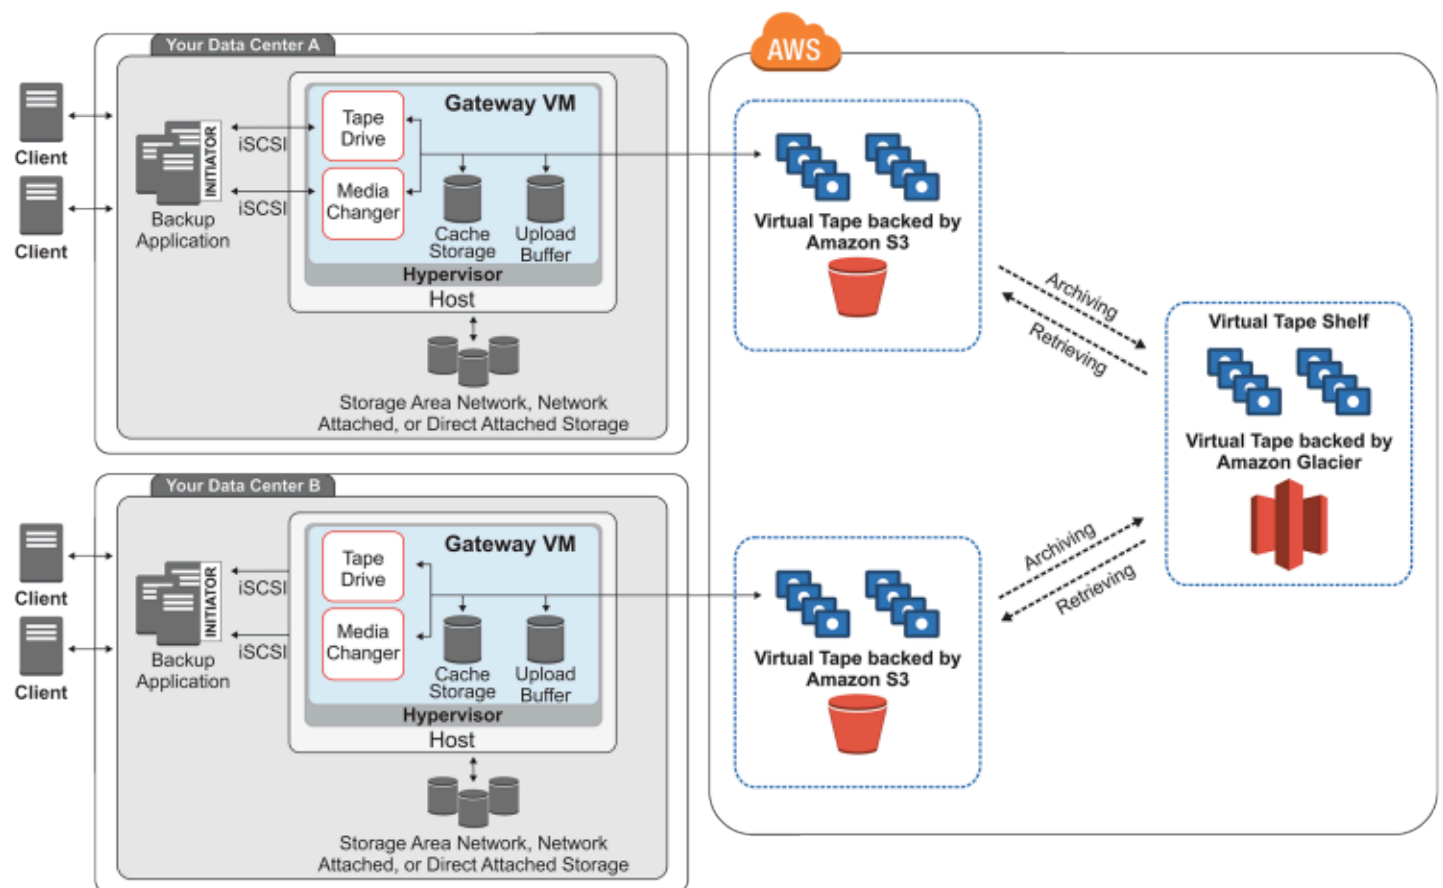 Your Data Center A
Client
Client
INITIATOR
Backup
Application
iSCSI
iSCSI
Gateway VM
Tape
Drive
Media
Changer
Cache
Storage
Upload
Buffer
Hypervisor
Host
Storage Area Network, Network
Attached, or Direct Attached Storage
Your Data Center B
Client
Client
INITIATOR
Backup
Application
iSCSI
iSCSI
Gateway VM
Tape
Drive
Media
Changer
Cache
Storage
Upload
Buffer
Hypervisor
Host
Storage Area Network, Network
Attached, or Direct Attached Storage
AWS
Virtual Tape backed by
Amazon S3
Archiving
Retrieving
Virtual Tape Shelf
Virtual Tape backed by
Amazon Glacier
Archiving
Retrieving
Virtual Tape backed by
Amazon S3